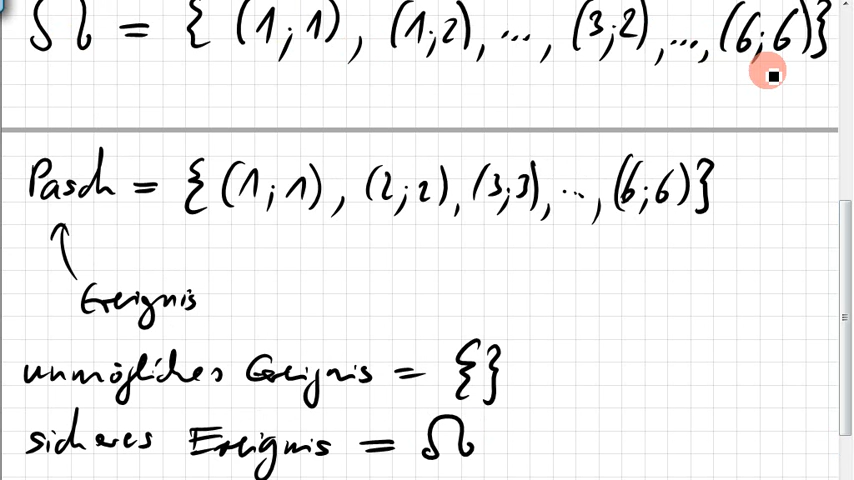 Ω = { (1;1), (1;2), ..., (3;2), ..., (6;6)}
Pasch = {(1;1), (2;2), (3;3), .., (6;6)}
Ereignis
unmögliches Ereignis = {}
sicheres Ereignis = Ω